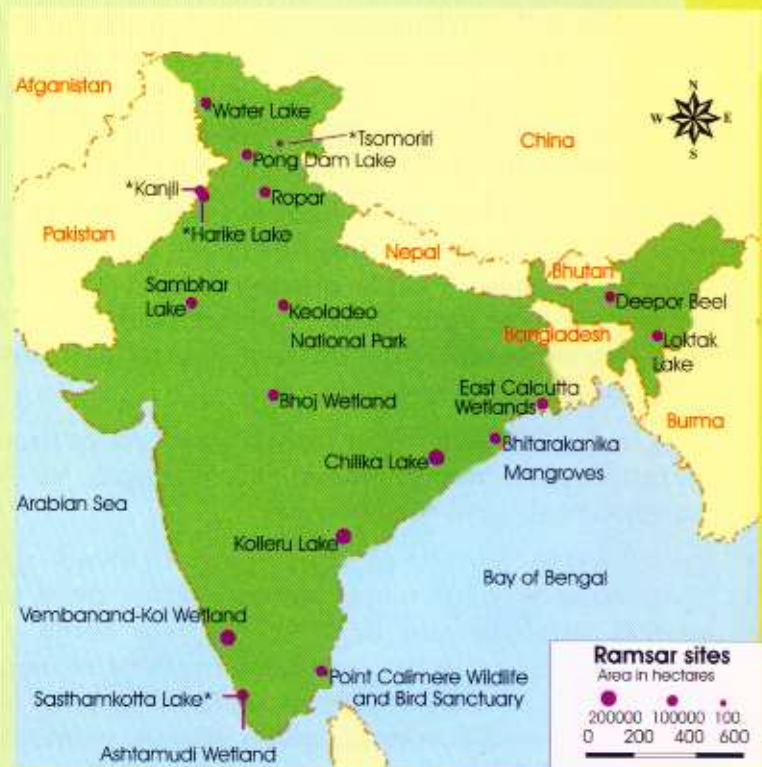 Afganistan
Water Lake
*Tsomoriri
China
N
W
E
S
Pong Dam Lake
*Kanjli
Ropar
*Harike Lake
Pakistan
Nepal
Bhutan
Sambhar
Lake
Keoladeo
National Park
Deepor Beel
Bangladesh
Loktak
Lake
Bhoj Wetland
East Calcutta
Wetlands
Burma
Bhitarakanika
Mangroves
Chilika Lake
Arabian Sea
Kolleru Lake
Bay of Bengal
Vembanand-Kol Wetland
Point Calimere Wildlife
and Bird Sanctuary
Sasthamkotta Lake*
Ashtamudi Wetland
Ramsar sites
Area in hectares
200000 100000 100
0 200 400 600